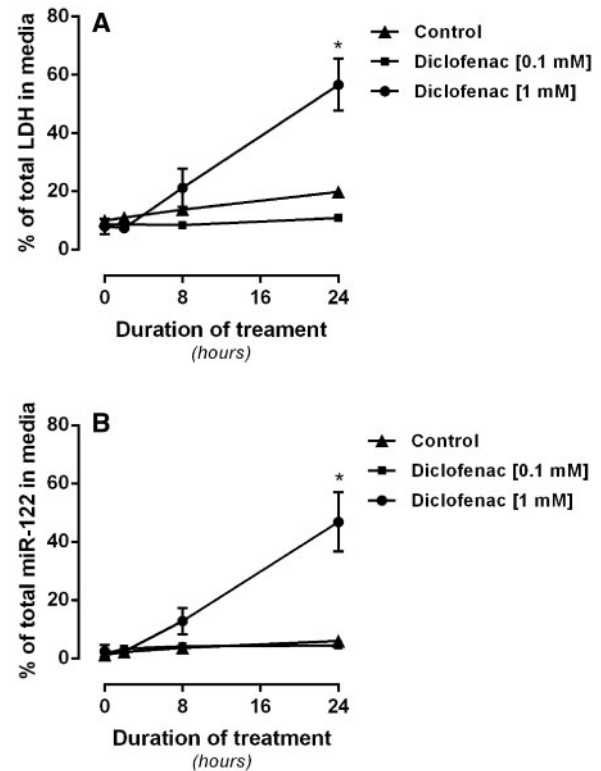 A
% of total LDH in media
80
60
40
20
0
*
Control
Diclofenac [0.1 mM]
Diclofenac [1 mM]
0 8 16 24
Duration of treament
(hours)
B
% of total miR-122 in media
80
60
40
20
0
*
Control
Diclofenac [0.1 mM]
Diclofenac [1 mM]
0 8 16 24
Duration of treatment
(hours)